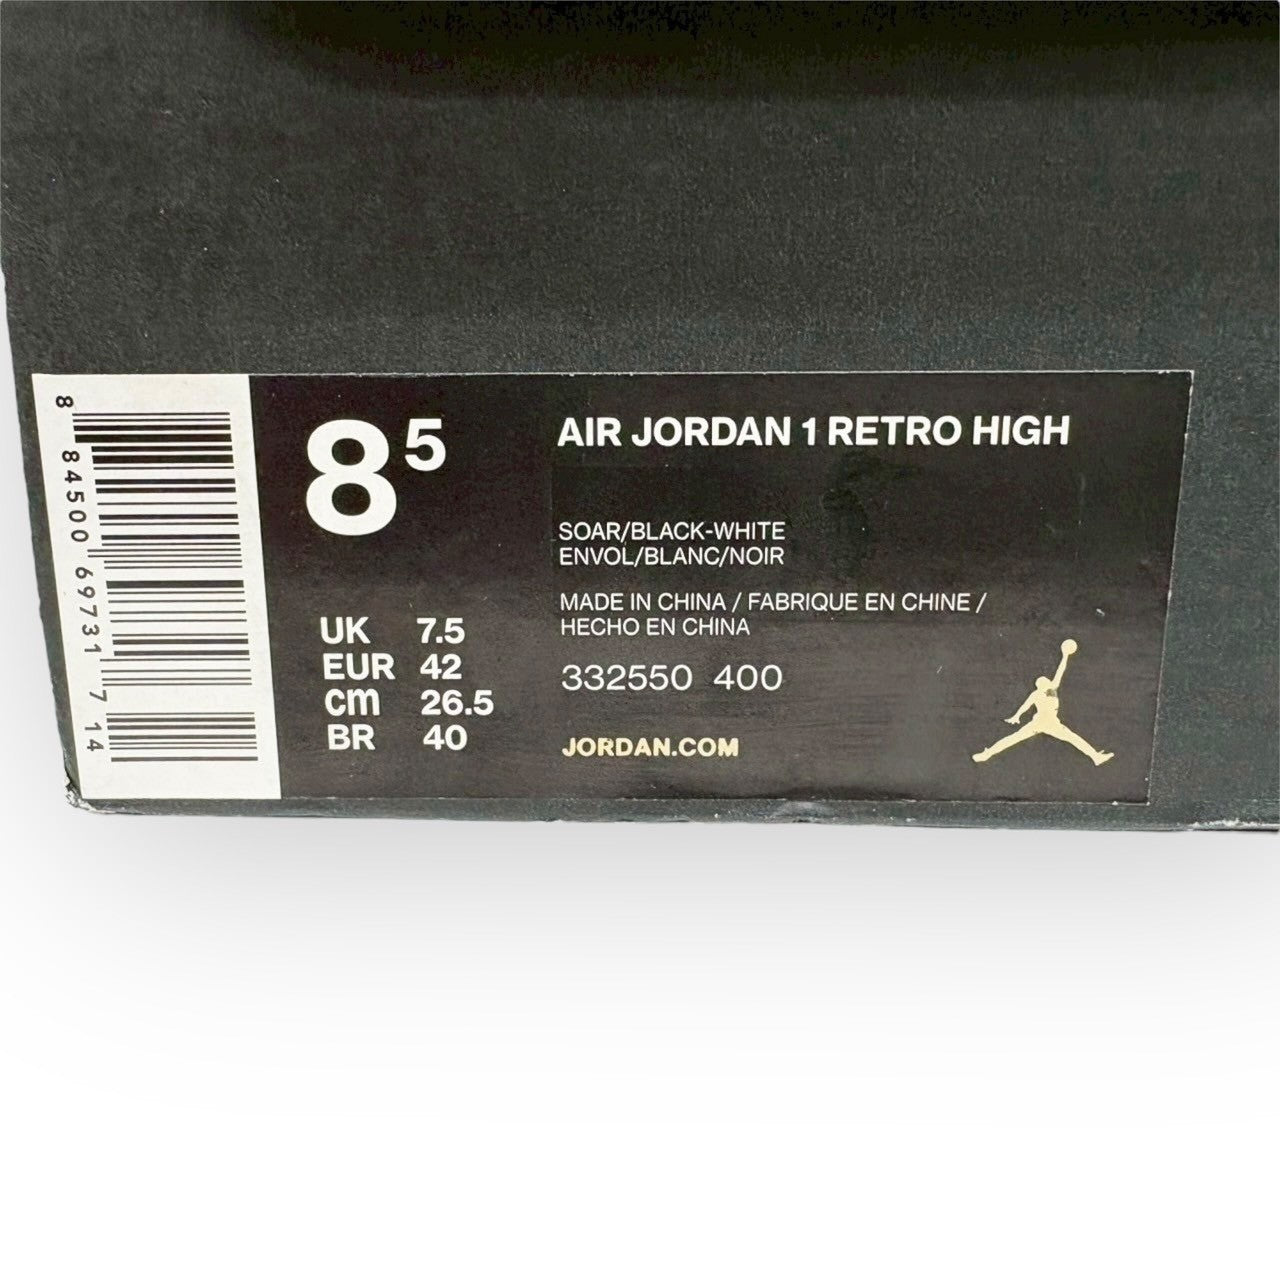 8 84500 69731 7 14
8 5
UK 7.5
EUR 42
cm 26.5
BR 40
AIR JORDAN 1 RETRO HIGH
SOAR/BLACK-WHITE
ENVOL/BLANC/NOIR
MADE IN CHINA / FABRIQUE EN CHINE /
HECHO EN CHINA
332550 400
JORDAN.COM